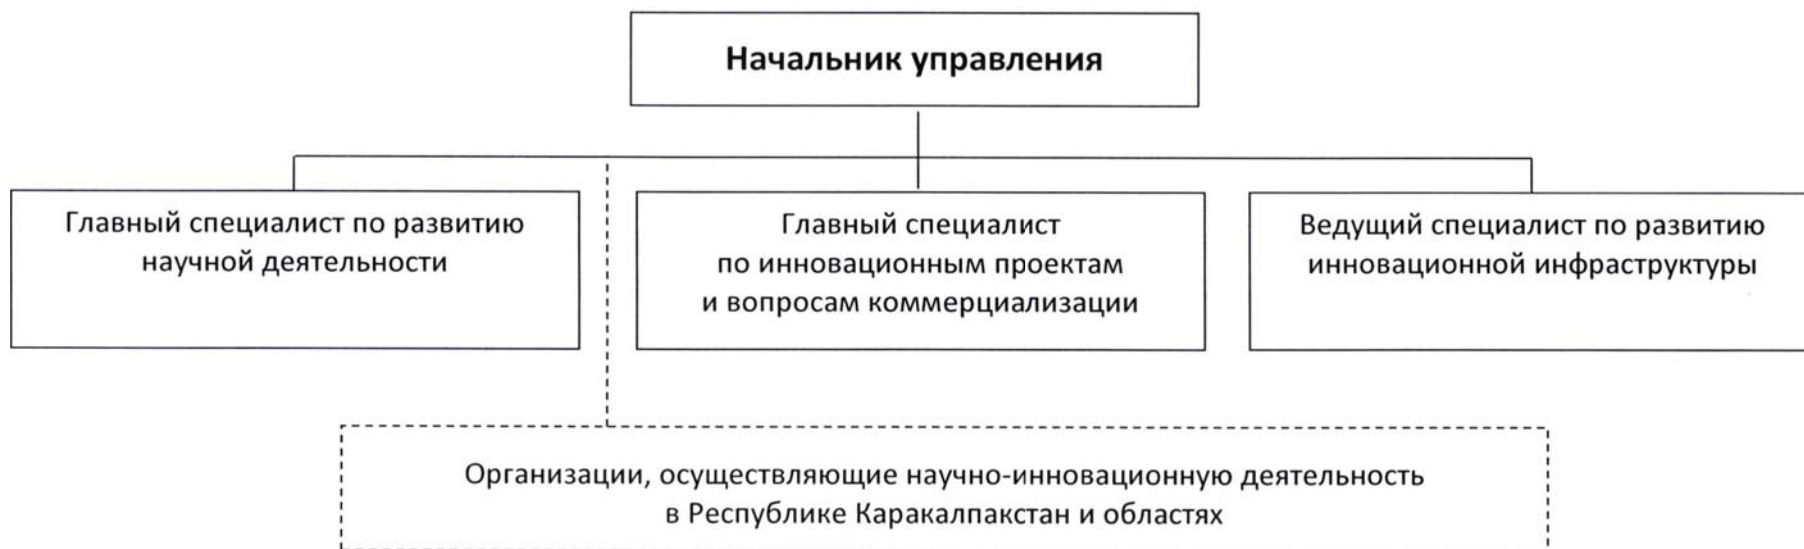 Начальник управления
Главный специалист по развитию
научной деятельности
Главный специалист
по инновационным проектам
и вопросам коммерциализации
Ведущий специалист по развитию
инновационной инфраструктуры
Организации, осуществляющие научно-инновационную деятельность
в Республике Каракалпакстан и областях